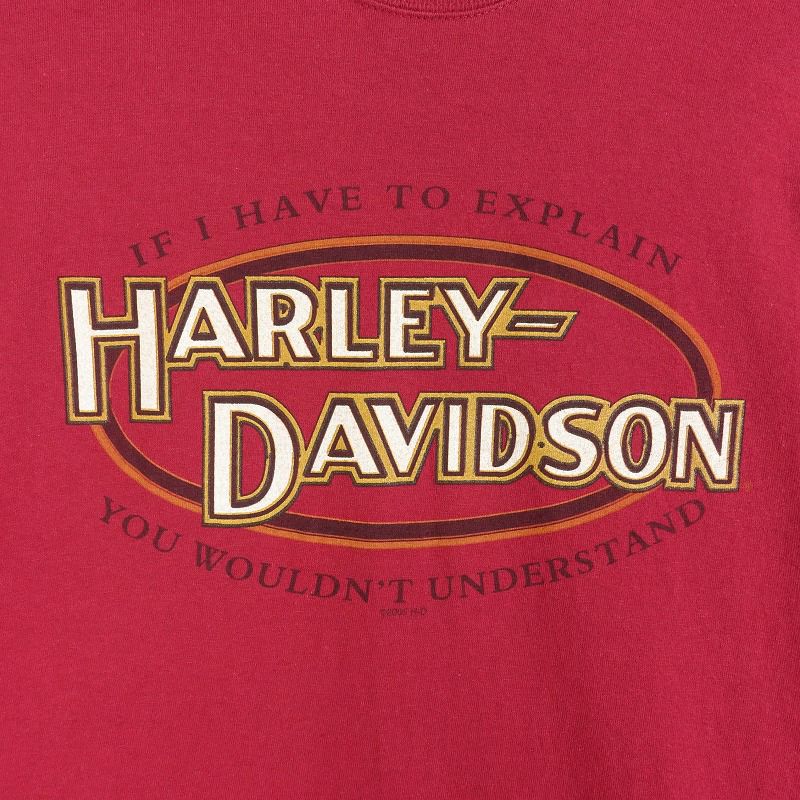 IF I HAVE TO EXPLAIN
HARLEY-
DAVIDSON
YOU WOULDN'T UNDERSTAND
H-D